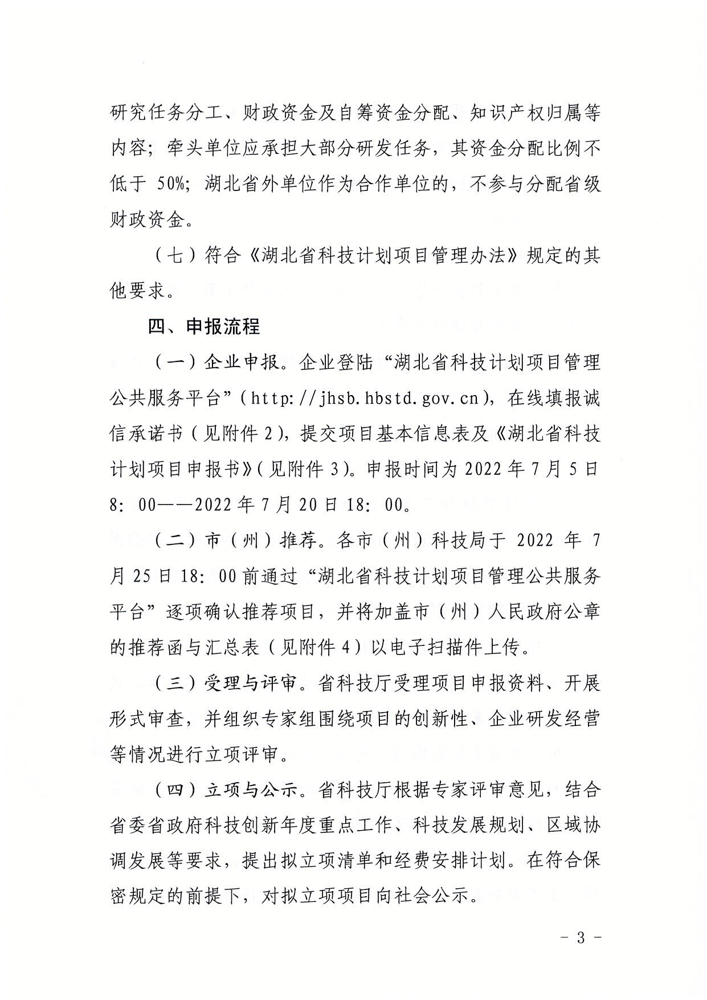 研究任务分工、财政资金及自筹资金分配、知识产权归属等
内容；牵头单位应承担大部分研发任务，其资金分配比例不
低于 50%；湖北省外单位作为合作单位的，不参与分配省级
财政资金。
（七）符合《湖北省科技计划项目管理办法》规定的其
他要求。
四、申报流程
（一）企业申报。企业登陆“湖北省科技计划项目管理
公共服务平台”（http://jhsb.hbstd.gov.cn），在线填报诚
信承诺书（见附件 2），提交项目基本信息表及《湖北省科技
计划项目申报书》（见附件 3）。申报时间为 2022 年 7 月 5 日
8：00——2022 年 7 月 20 日 18：00。
（二）市（州）推荐。各市（州）科技局于 2022 年 7
月 25 日 18：00 前通过“湖北省科技计划项目管理公共服务
平台”逐项确认推荐项目，并将加盖市（州）人民政府公章
的推荐函与汇总表（见附件 4）以电子扫描件上传。
（三）受理与评审。省科技厅受理项目申报资料、开展
形式审查，并组织专家组围绕项目的创新性、企业研发经营
等情况进行立项评审。
（四）立项与公示。省科技厅根据专家评审意见，结合
省委省政府科技创新年度重点工作、科技发展规划、区域协
调发展等要求，提出拟立项清单和经费安排计划。在符合保
密规定的前提下，对拟立项项目向社会公示。
- 3 -